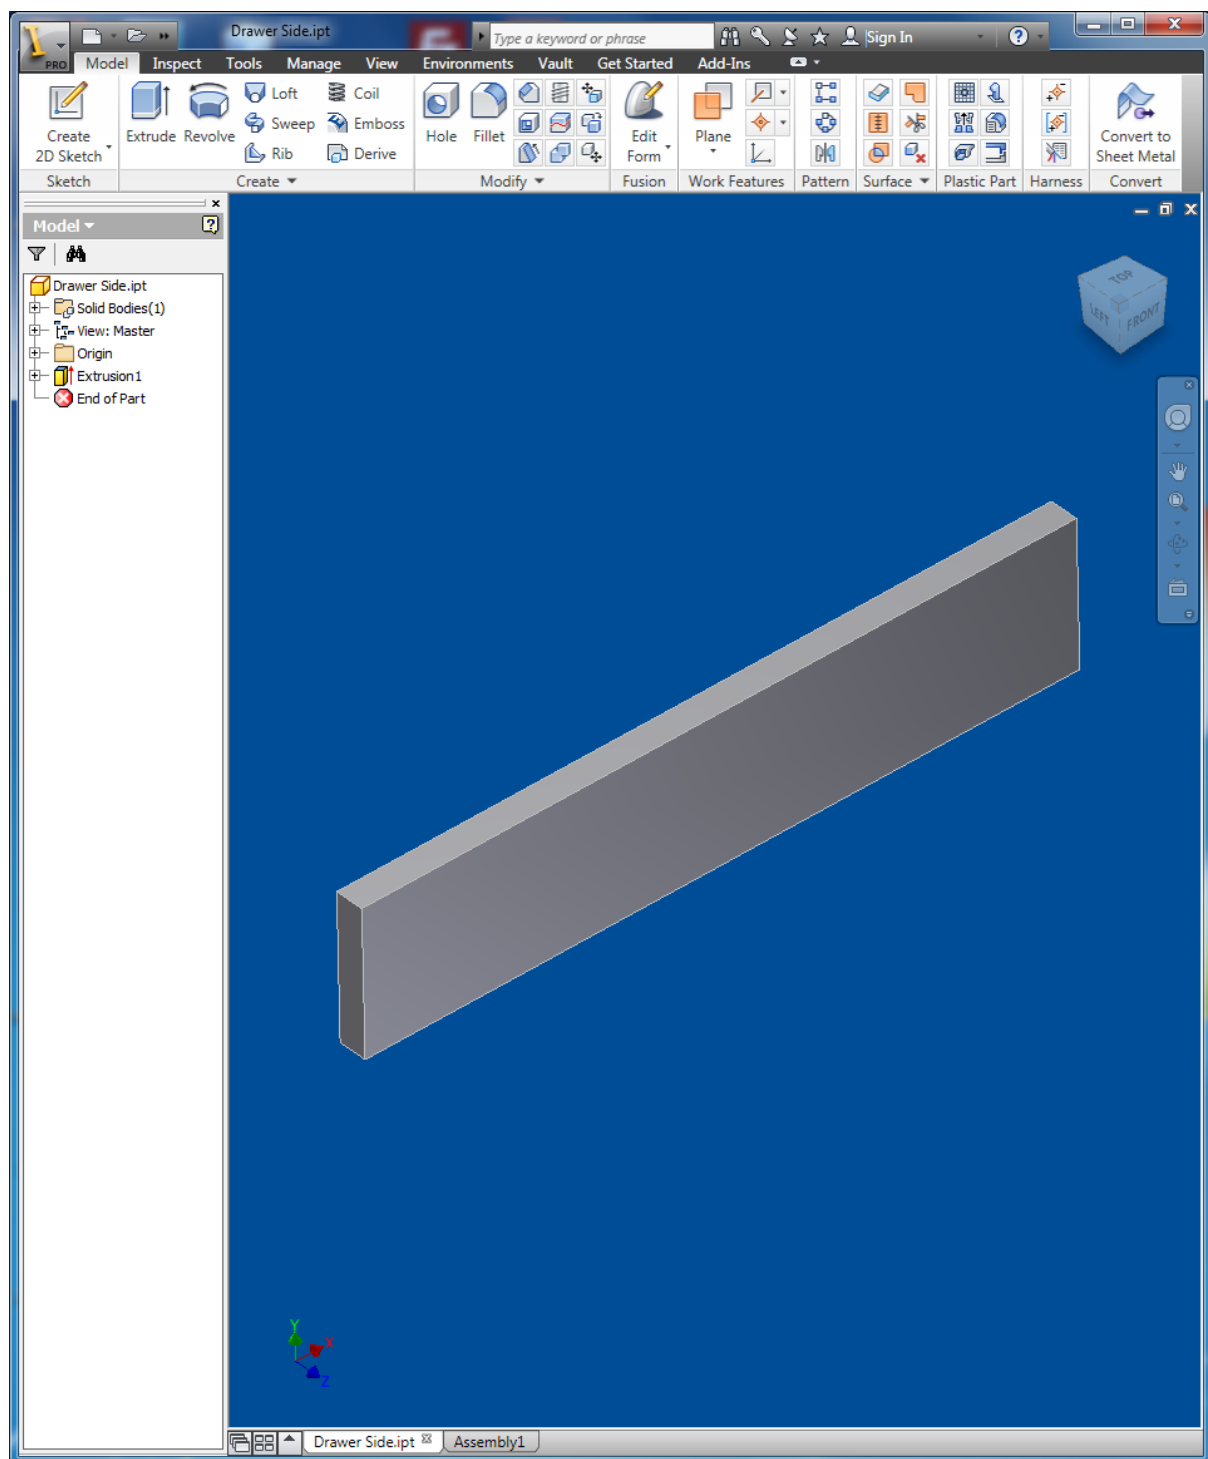 Drawer Side.ipt
Type a keyword or phrase
Sign In
PRO
Model Inspect Tools Manage View Environments Vault Get Started Add-Ins
Create
2D Sketch
Extrude Revolve
Loft
Sweep
Rib
Coil
Emboss
Derive
Hole Fillet
Edit
Form
Plane
Convert to
Sheet Metal
Sketch Create Modify Fusion Work Features Pattern Surface Plastic Part Harness Convert
Model
Drawer Side.ipt
Solid Bodies(1)
View: Master
Origin
Extrusion1
End of Part
TOP
LEFT FRONT
Y
X
Z
Drawer Side.ipt Assembly1